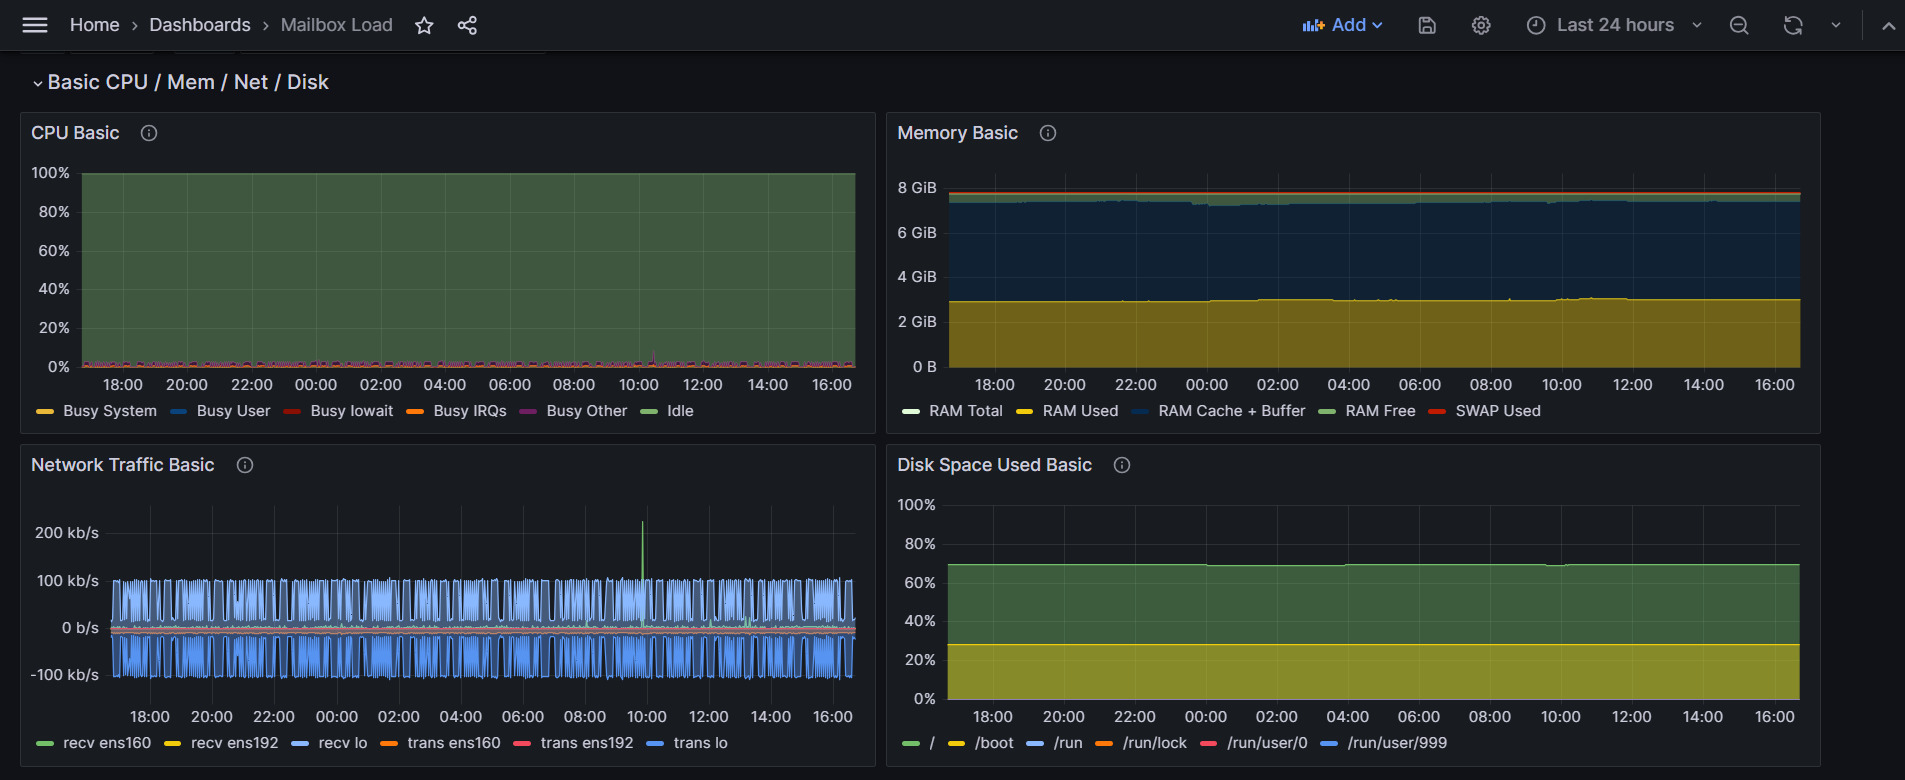 Home › Dashboards › Mailbox Load Add Last 24 hours
Basic CPU / Mem / Net / Disk
CPU Basic
100%
80%
60%
40%
20%
0%
18:00 20:00 22:00 00:00 02:00 04:00 06:00 08:00 10:00 12:00 14:00 16:00
Busy System Busy User Busy Iowait Busy IRQs Busy Other Idle
Memory Basic
8 GiB
6 GiB
4 GiB
2 GiB
0 B
18:00 20:00 22:00 00:00 02:00 04:00 06:00 08:00 10:00 12:00 14:00 16:00
RAM Total RAM Used RAM Cache + Buffer RAM Free SWAP Used
Network Traffic Basic
200 kb/s
100 kb/s
0 b/s
-100 kb/s
18:00 20:00 22:00 00:00 02:00 04:00 06:00 08:00 10:00 12:00 14:00 16:00
recv ens160 recv ens192 recv lo trans ens160 trans ens192 trans lo
Disk Space Used Basic
100%
80%
60%
40%
20%
0%
18:00 20:00 22:00 00:00 02:00 04:00 06:00 08:00 10:00 12:00 14:00 16:00
/ /boot /run /run/lock /run/user/0 /run/user/999